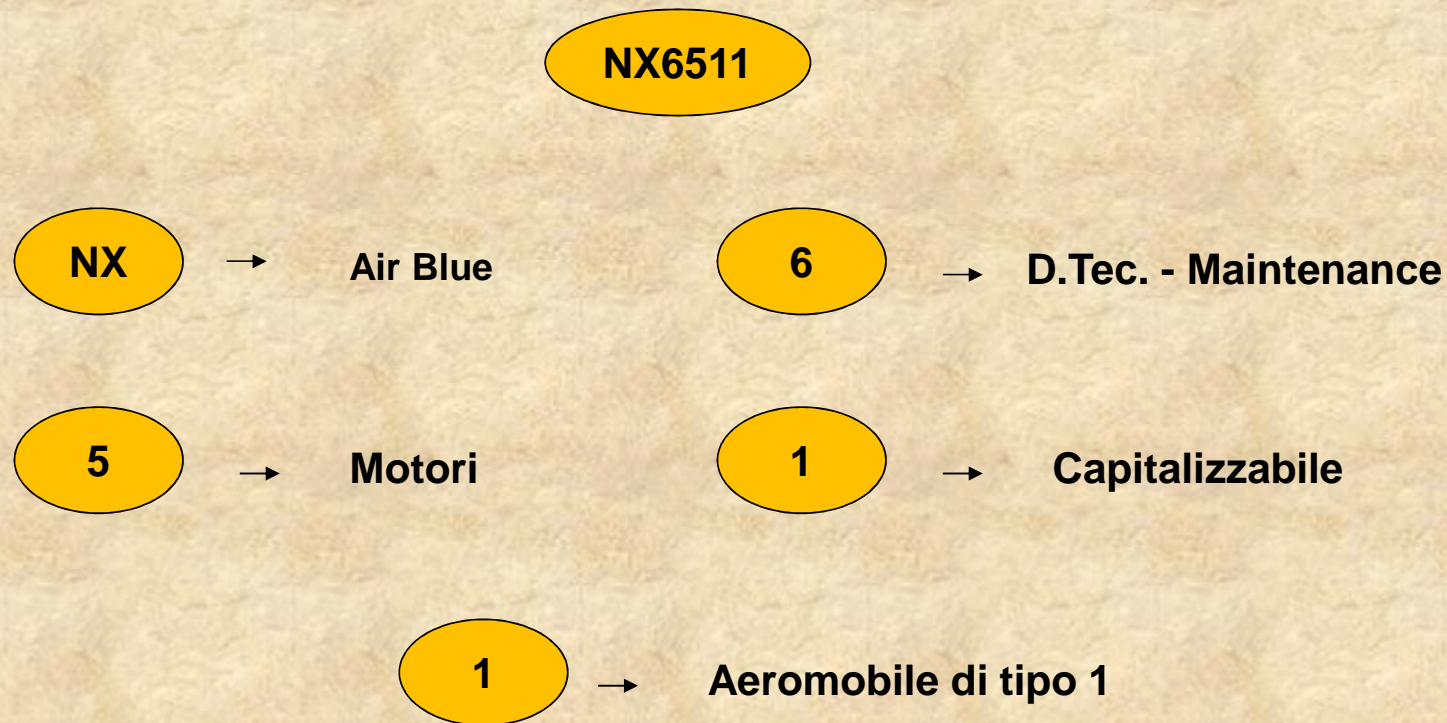 NX6511
NX → Air Blue
6 → D.Tec. - Maintenance
5 → Motori
1 → Capitalizzabile
1 → Aeromobile di tipo 1